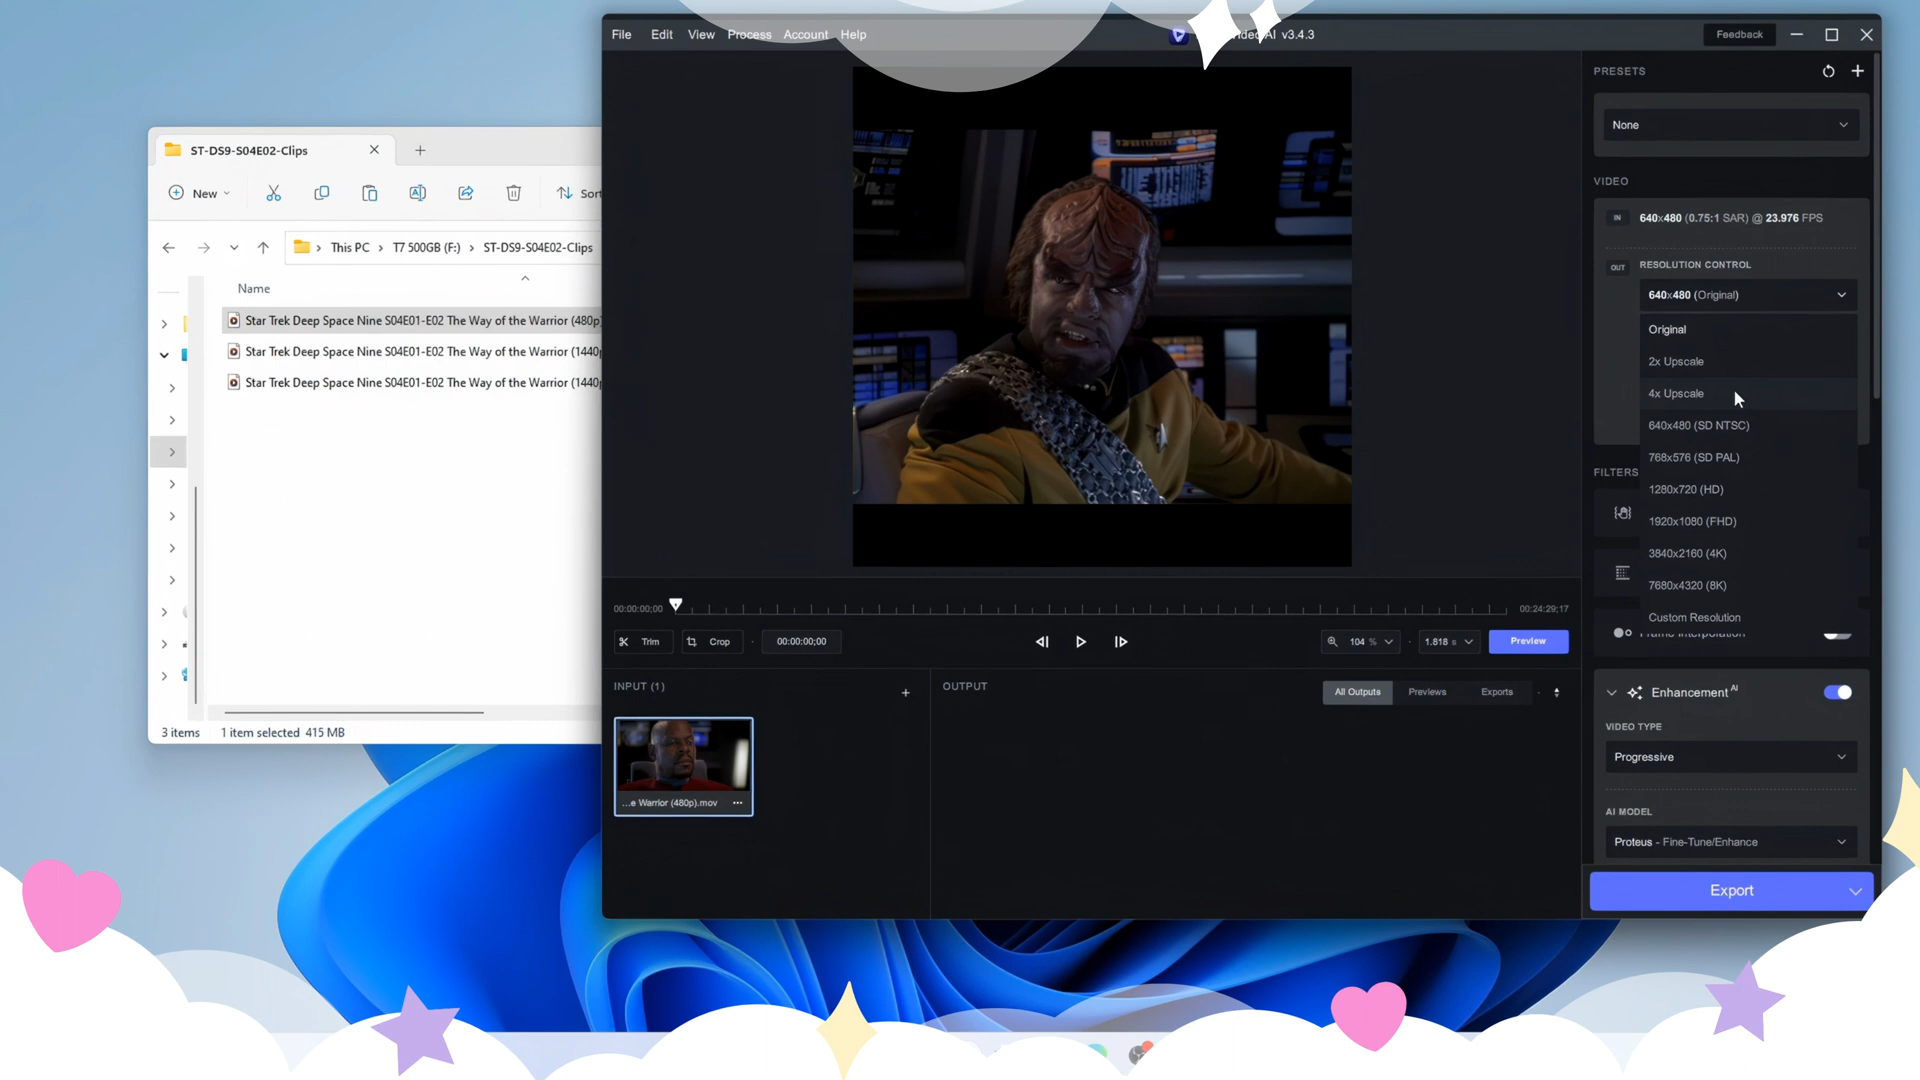 File Edit View Process Account Help
v3.4.3
Feedback
PRESETS
None
VIDEO
IN 640x480 (0.75:1 SAR) @ 23.976 FPS
OUT RESOLUTION CONTROL
640x480 (Original)
Original
2x Upscale
4x Upscale
640x480 (SD NTSC)
768x576 (SD PAL)
1280x720 (HD)
1920x1080 (FHD)
3840x2160 (4K)
7680x4320 (8K)
Custom Resolution
FILTERS
Frame Interpolation
Enhancement AI
VIDEO TYPE
Progressive
AI MODEL
Proteus - Fine-Tune/Enhance
Export
ST-DS9-S04E02-Clips
New
Sort
This PC > T7 500GB (F:) > ST-DS9-S04E02-Clips
Name
Star Trek Deep Space Nine S04E01-E02 The Way of the Warrior (480p)
Star Trek Deep Space Nine S04E01-E02 The Way of the Warrior (1440p
Star Trek Deep Space Nine S04E01-E02 The Way of the Warrior (1440p
3 items 1 item selected 415 MB
00:00:00;00
00:24:29;17
Trim Crop 00:00:00;00
104 % 1.818 s Preview
INPUT (1)
OUTPUT
All Outputs Previews Exports
...e Warrior (480p).mov